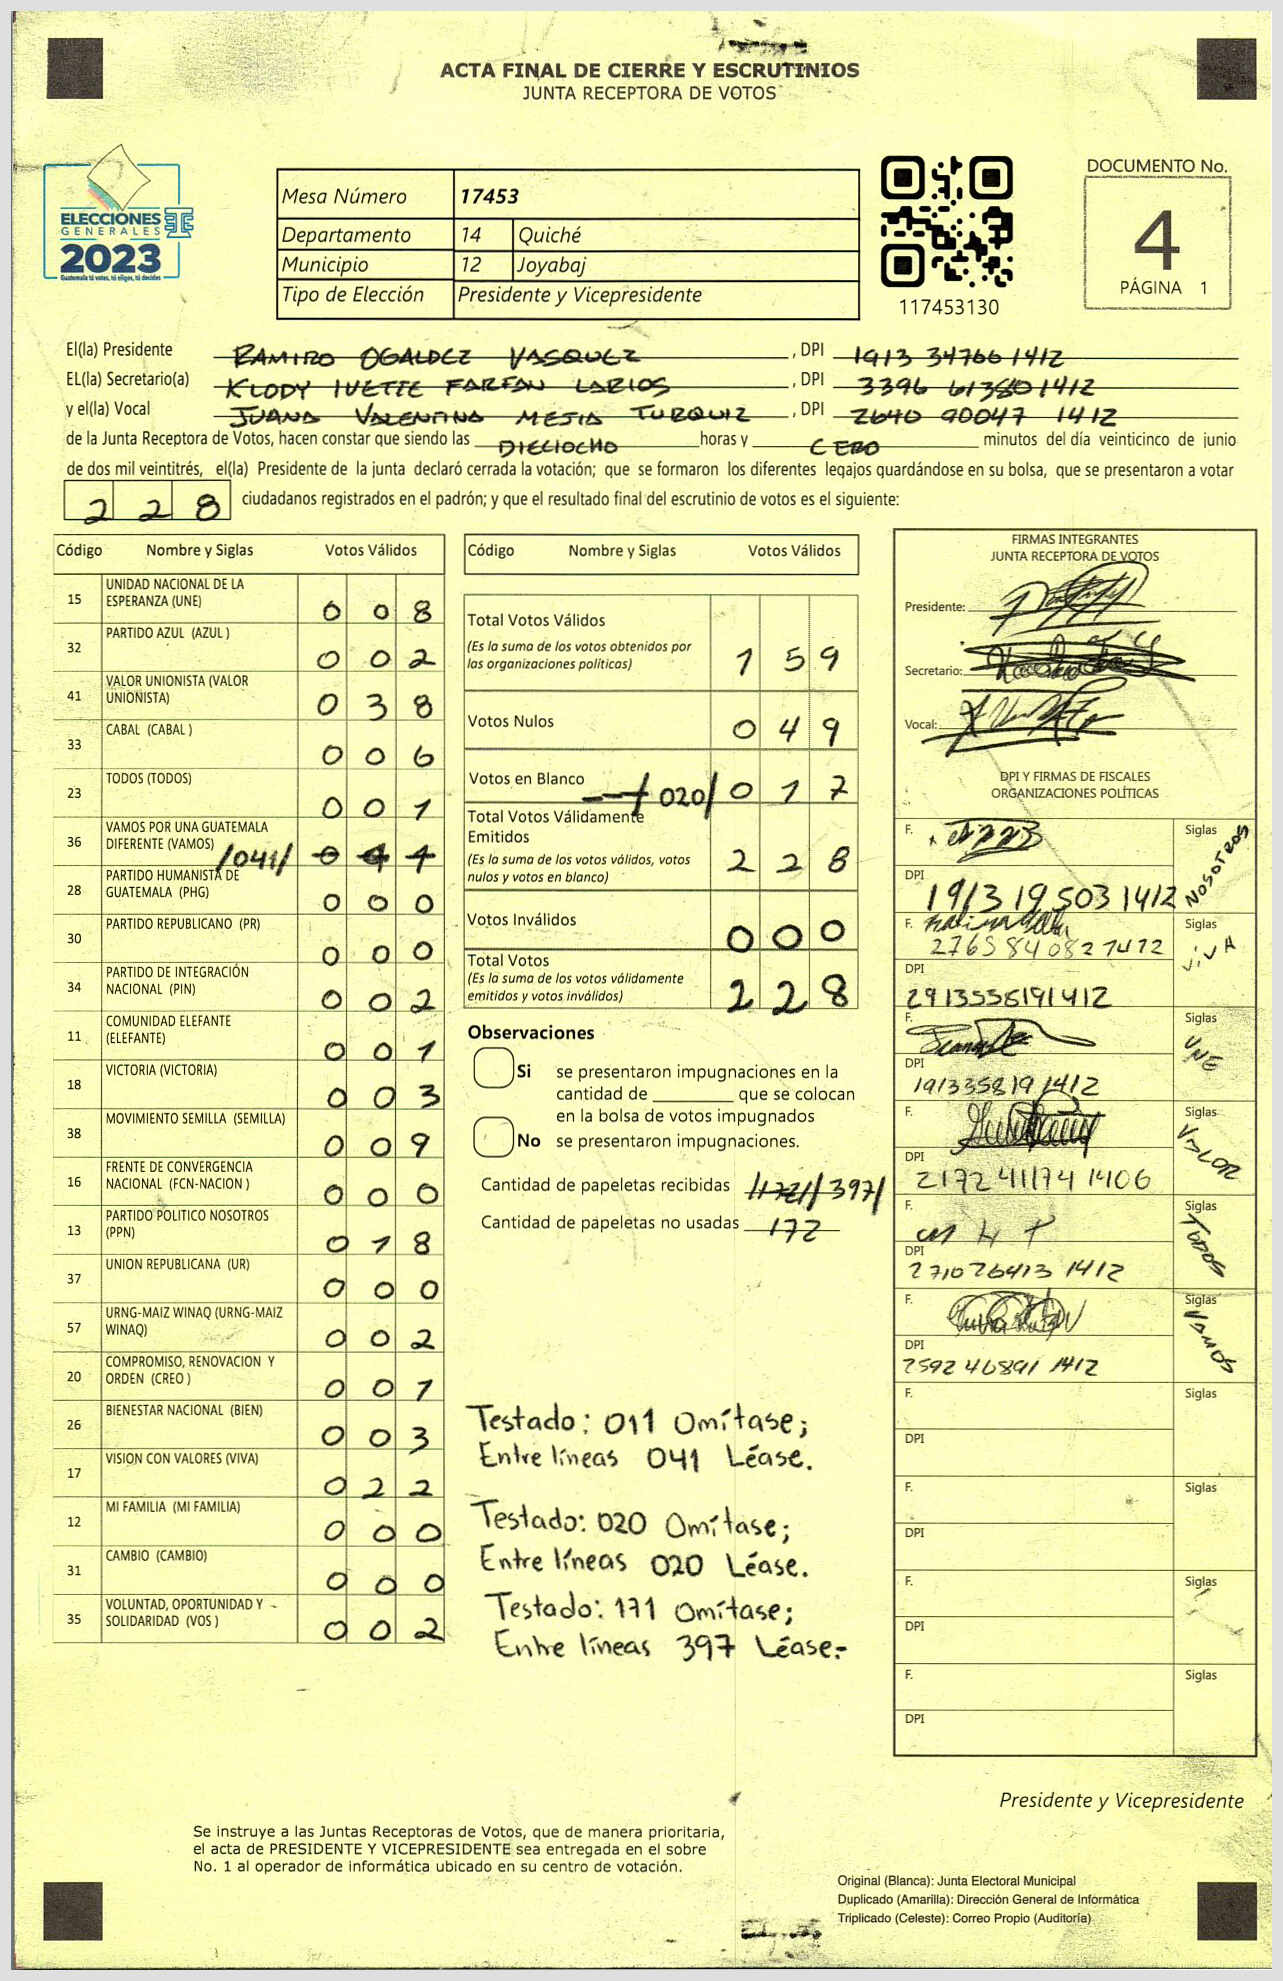 ACTA FINAL DE CIERRE Y ESCRUTINIOS
JUNTA RECEPTORA DE VOTOS
ELECCIONES
GENERALES
2023
Guatemala tú votas, tú eliges, tú decides
Mesa Número 17453
Departamento 14 Quiché
Municipio 12 Joyabaj
Tipo de Elección Presidente y Vicepresidente
117453130
DOCUMENTO No.
4
PÁGINA 1
El(la) Presidente RAMIRO OGALDEZ VASQUEZ , DPI 1913 34766 1412
EL(la) Secretario(a) KLODY IVETTE FARFAN LARIOS , DPI 3396 61380 1412
y el(la) Vocal JUANA VALENTINA MEJIA TURQUIZ , DPI 2640 90047 1412
de la Junta Receptora de Votos, hacen constar que siendo las DIECIOCHO horas y CERO minutos del día veinticinco de junio
de dos mil veintitrés, el(la) Presidente de la junta declaró cerrada la votación; que se formaron los diferentes legajos quardándose en su bolsa, que se presentaron a votar
228 ciudadanos registrados en el padrón; y que el resultado final del escrutinio de votos es el siguiente:
Código Nombre y Siglas Votos Válidos
15 UNIDAD NACIONAL DE LA ESPERANZA (UNE) 0 0 8
32 PARTIDO AZUL (AZUL ) 0 0 2
41 VALOR UNIONISTA (VALOR UNIONISTA) 0 3 8
33 CABAL (CABAL ) 0 0 6
23 TODOS (TODOS) 0 0 1
36 VAMOS POR UNA GUATEMALA DIFERENTE (VAMOS) /041/
28 PARTIDO HUMANISTA DE GUATEMALA (PHG) 0 0 0
30 PARTIDO REPUBLICANO (PR) 0 0 0
34 PARTIDO DE INTEGRACIÓN NACIONAL (PIN) 0 0 2
11 COMUNIDAD ELEFANTE (ELEFANTE) 0 0 1
18 VICTORIA (VICTORIA) 0 0 3
38 MOVIMIENTO SEMILLA (SEMILLA) 0 0 9
16 FRENTE DE CONVERGENCIA NACIONAL (FCN-NACION ) 0 0 0
13 PARTIDO POLITICO NOSOTROS (PPN) 0 1 8
37 UNION REPUBLICANA (UR) 0 0 0
57 URNG-MAIZ WINAQ (URNG-MAIZ WINAQ) 0 0 2
20 COMPROMISO, RENOVACION Y ORDEN (CREO ) 0 0 1
26 BIENESTAR NACIONAL (BIEN) 0 0 3
17 VISION CON VALORES (VIVA) 0 2 2
12 MI FAMILIA (MI FAMILIA) 0 0 0
31 CAMBIO (CAMBIO) 0 0 0
35 VOLUNTAD, OPORTUNIDAD Y SOLIDARIDAD (VOS ) 0 0 2
Código Nombre y Siglas Votos Válidos
Total Votos Válidos 1 5 9
(Es la suma de los votos obtenidos por
las organizaciones politicas)
Votos Nulos 0 4 9
Votos en Blanco /020/ 0 1 7
Total Votos Válidamente
Emitidos 2 2 8
(Es la suma de los votos válidos, votos
nulos y votos en blanco)
Votos Inválidos 0 0 0
Total Votos 2 2 8
(Es la suma de los votos válidamente
emitidos y votos inválidos)
Observaciones
Si se presentaron impugnaciones en la
cantidad de ________ que se colocan
en la bolsa de votos impugnados
No se presentaron impugnaciones.
Cantidad de papeletas recibidas /397/
Cantidad de papeletas no usadas 172
Testado: 011 Omítase;
Entre líneas 041 Léase.
Testado: 020 Omítase;
Entre líneas 020 Léase.
Testado: 171 Omítase;
Entre líneas 397 Léase.-
FIRMAS INTEGRANTES
JUNTA RECEPTORA DE VOTOS
Presidente:
Secretario:
Vocal:
DPI Y FIRMAS DE FISCALES
ORGANIZACIONES POLÍTICAS
F. Siglas NOSOTROS
DPI 1913 19503 1412
F. 2765 84082 1412 Siglas VIVA
DPI 2913538191412
F. Siglas UNE
DPI 191335819 1412
F. Siglas VALOR
DPI 2172 41174 1406
F. Siglas TODOS
DPI 271026413 1412
F. Siglas VAMOS
DPI 2592 46891 1412
F. Siglas
DPI
F. Siglas
DPI
F. Siglas
DPI
F. Siglas
DPI
Presidente y Vicepresidente
Se instruye a las Juntas Receptoras de Votos, que de manera prioritaria,
el acta de PRESIDENTE Y VICEPRESIDENTE sea entregada en el sobre
No. 1 al operador de informática ubicado en su centro de votación.
Original (Blanca): Junta Electoral Municipal
Duplicado (Amarilla): Dirección General de Informática
Triplicado (Celeste): Correo Propio (Auditoría)